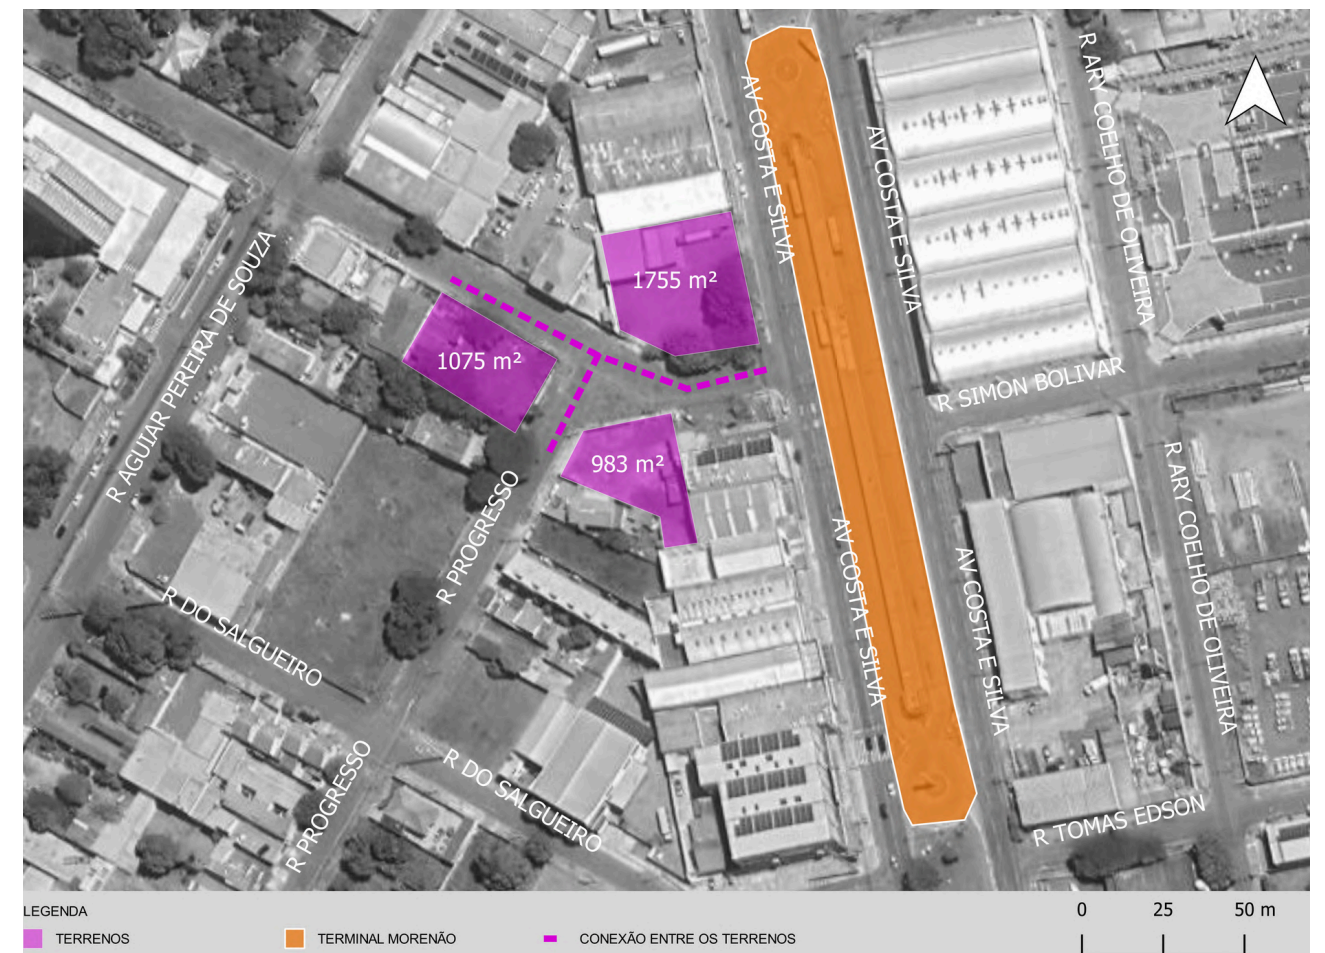 R ARY COELHO DE OLIVEIRA
AV COSTA E SILVA
AV COSTA E SILVA
R AGUIAR PEREIRA DE SOUZA
1755 m²
1075 m²
R SIMON BOLIVAR
983 m²
R ARY COELHO DE OLIVEIRA
R PROGRESSO
AV COSTA E SILVA
AV COSTA E SILVA
R DO SALGUEIRO
R PROGRESSO
R DO SALGUEIRO
R TOMAS EDSON
LEGENDA
0 25 50 m
TERRENOS TERMINAL MORENÃO CONEXÃO ENTRE OS TERRENOS